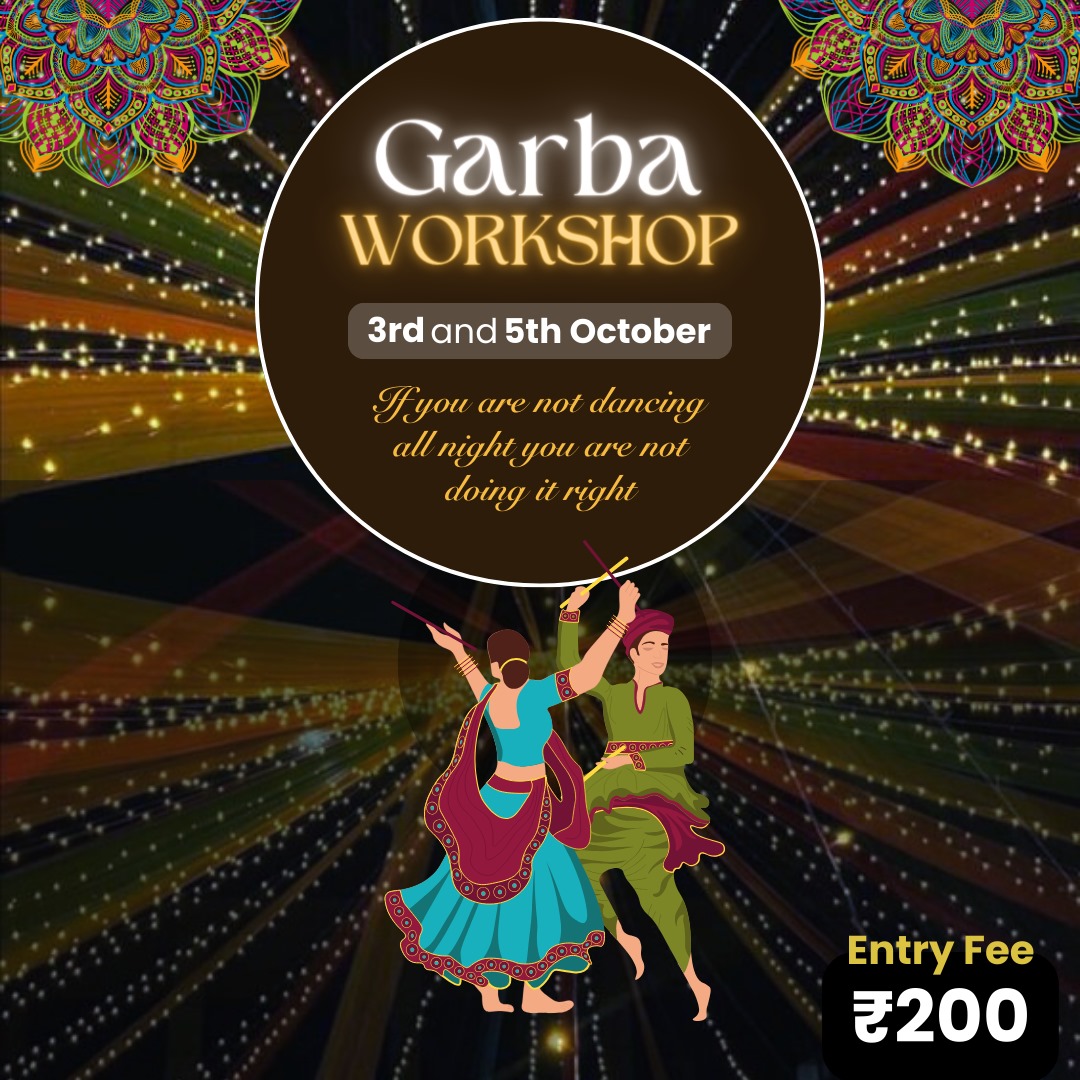 Garba
WORKSHOP
3rd and 5th October
If you are not dancing
all night you are not
doing it right
Entry Fee
₹200